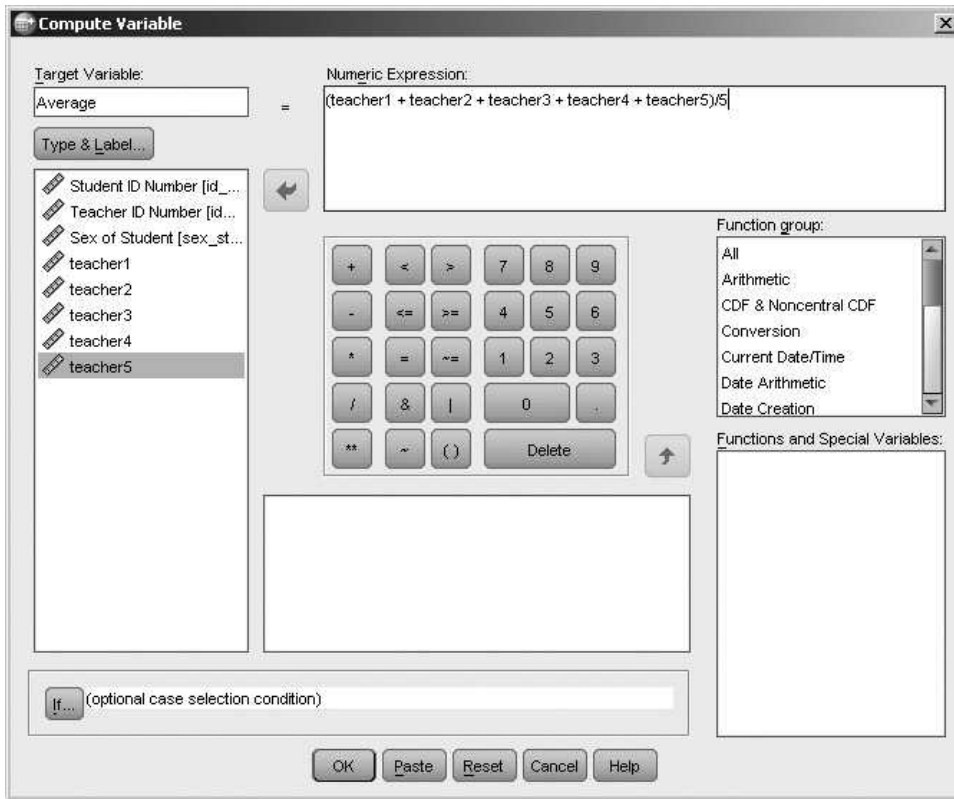 Compute Variable
Target Variable:
Average
=
Numeric Expression:
(teacher1 + teacher2 + teacher3 + teacher4 + teacher5)/5
Type & Label...
Student ID Number [id_...
Teacher ID Number [id...
Sex of Student [sex_st...
teacher1
teacher2
teacher3
teacher4
teacher5
+ < > 7 8 9
- <= >= 4 5 6
* = ~= 1 2 3
/ & | 0 .
** ~ ( ) Delete
Function group:
All
Arithmetic
CDF & Noncentral CDF
Conversion
Current Date/Time
Date Arithmetic
Date Creation
Functions and Special Variables:
If... (optional case selection condition)
OK Paste Reset Cancel Help